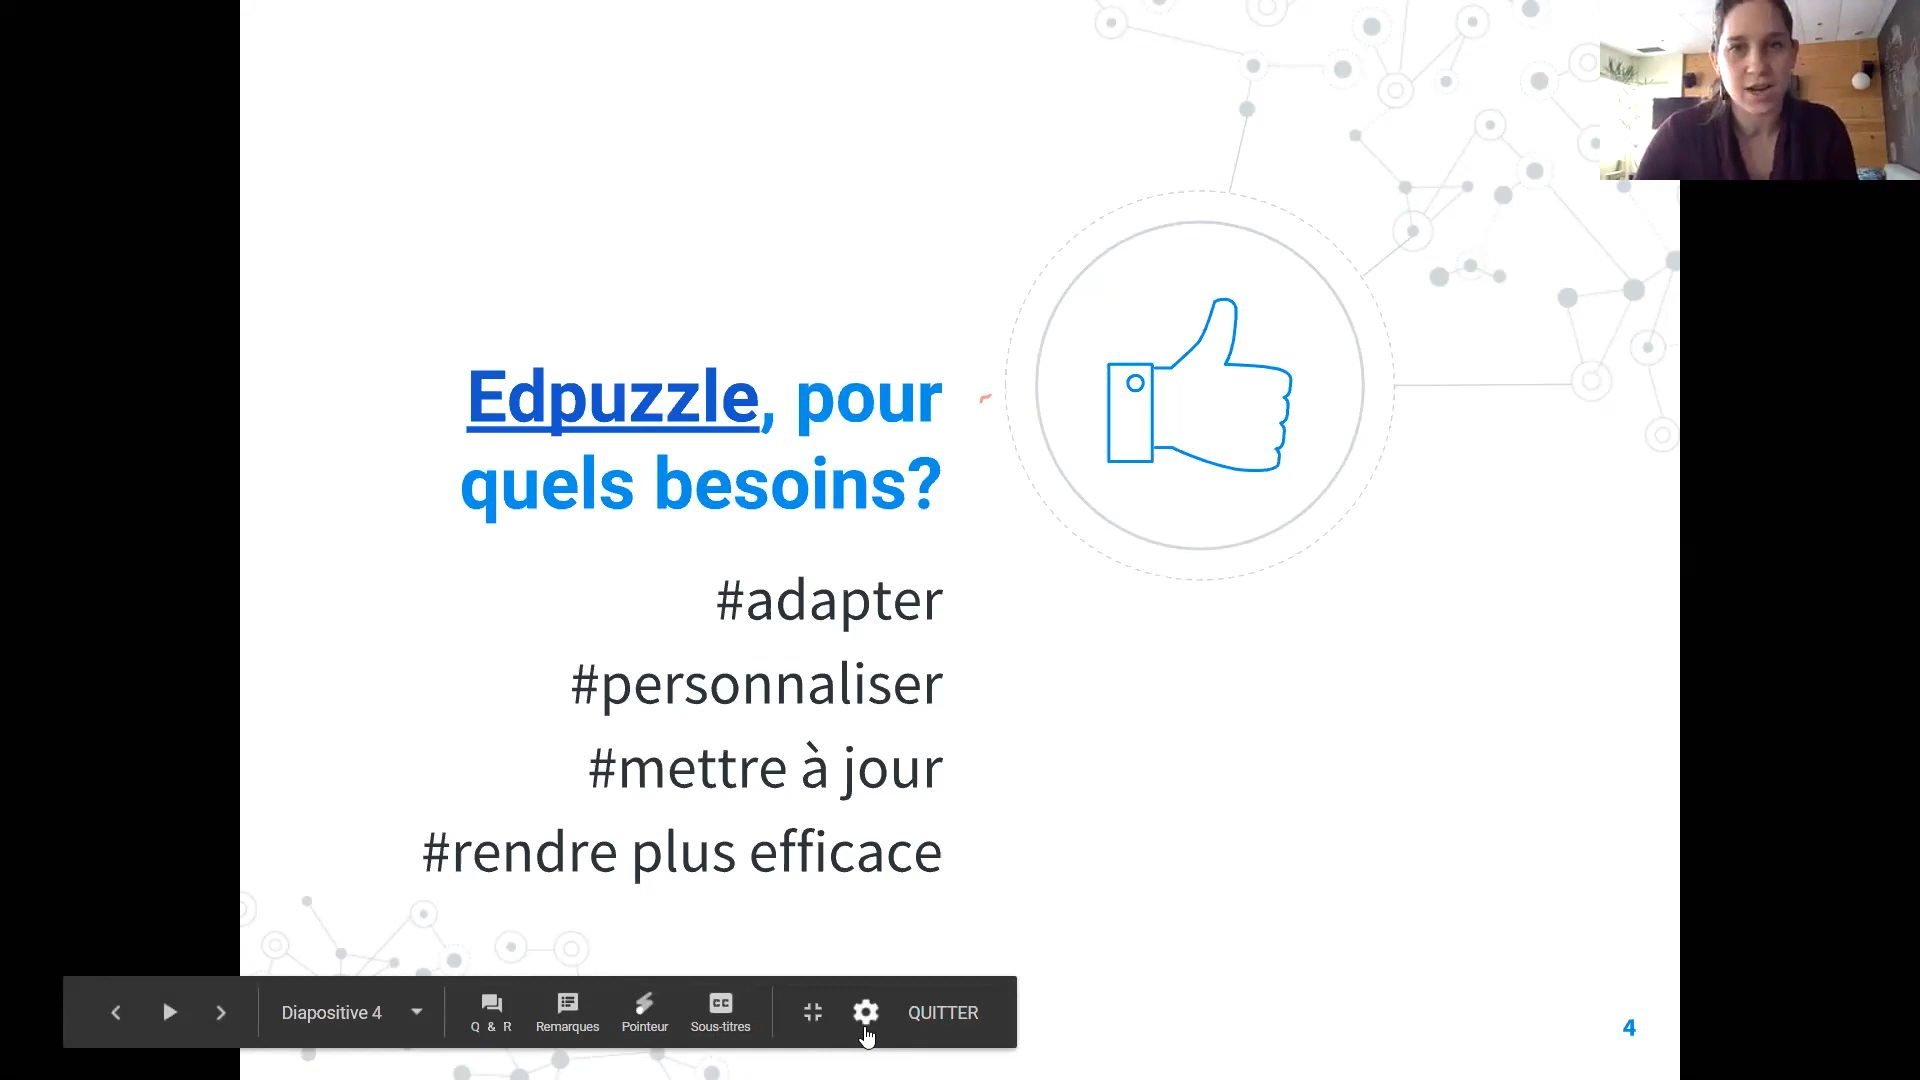 Edpuzzle, pour
quels besoins?
#adapter
#personnaliser
#mettre à jour
#rendre plus efficace
Diapositive 4
Q & R
Remarques
Pointeur
Sous-titres
QUITTER
4